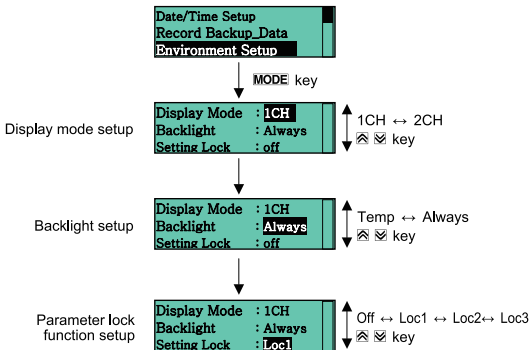 Date/Time Setup
Record Backup_Data
Environment Setup
MODE key
Display mode setup
Display Mode : 1CH
Backlight : Always
Setting Lock : off
1CH ↔ 2CH
key
Backlight setup
Display Mode : 1CH
Backlight : Always
Setting Lock : off
Temp ↔ Always
key
Parameter lock
function setup
Display Mode : 1CH
Backlight : Always
Setting Lock : Loc1
Off ↔ Loc1 ↔ Loc2↔ Loc3
key